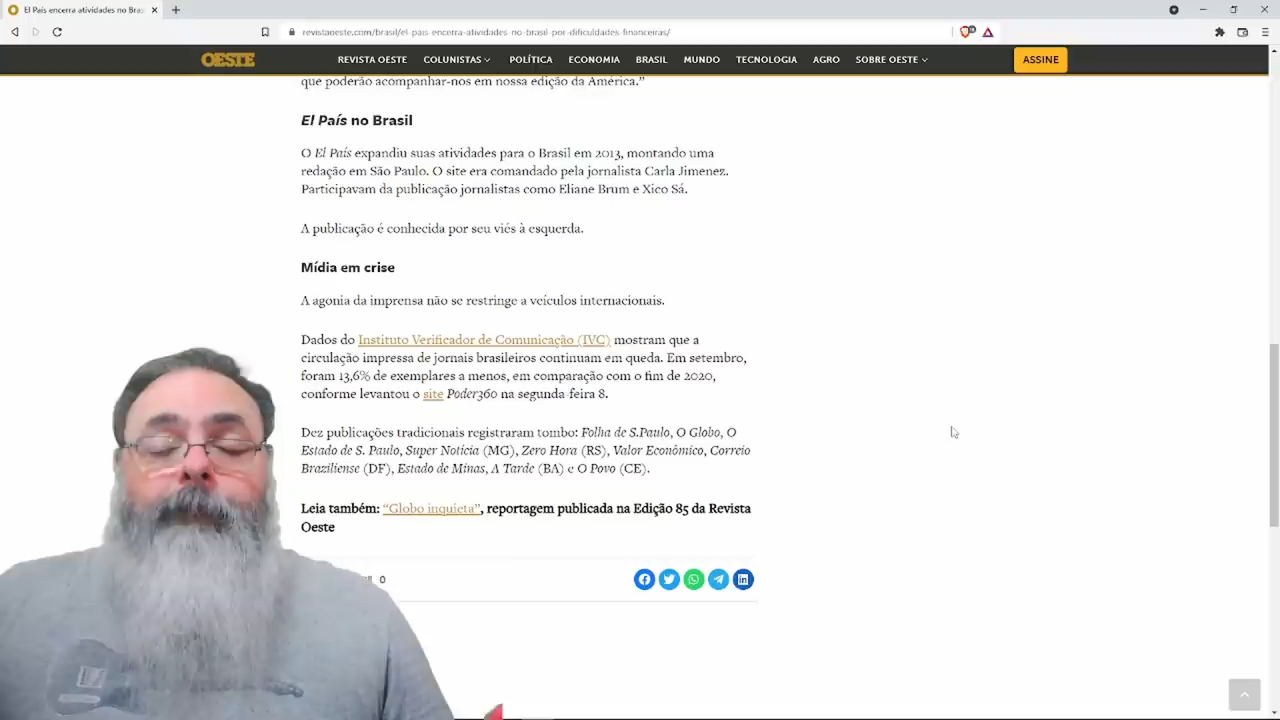 El País encerra atividades no Bras
revistaoeste.com/brasil/el-pais-encerra-atividades-no-brasil-por-dificuldades-financeiras/
OESTE
REVISTA OESTE COLUNISTAS POLÍTICA ECONOMIA BRASIL MUNDO TECNOLOGIA AGRO SOBRE OESTE ASSINE
que poderão acompanhar-nos em nossa edição da América.”
El País no Brasil
O El País expandiu suas atividades para o Brasil em 2013, montando uma
redação em São Paulo. O site era comandado pela jornalista Carla Jimenez.
Participavam da publicação jornalistas como Eliane Brum e Xico Sá.
A publicação é conhecida por seu viés à esquerda.
Mídia em crise
A agonia da imprensa não se restringe a veículos internacionais.
Dados do Instituto Verificador de Comunicação (IVC) mostram que a
circulação impressa de jornais brasileiros continuam em queda. Em setembro,
foram 13,6% de exemplares a menos, em comparação com o fim de 2020,
conforme levantou o site Poder360 na segunda-feira 8.
Dez publicações tradicionais registraram tombo: Folha de S.Paulo, O Globo, O
Estado de S. Paulo, Super Notícia (MG), Zero Hora (RS), Valor Econômico, Correio
Braziliense (DF), Estado de Minas, A Tarde (BA) e O Povo (CE).
Leia também: “Globo inquieta”, reportagem publicada na Edição 85 da Revista
Oeste
0